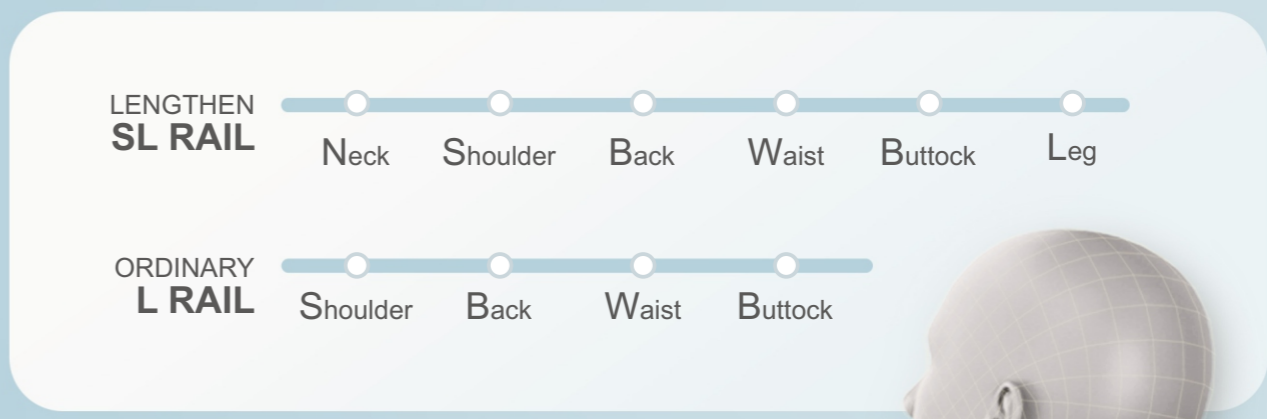 LENGTHEN
SL RAIL
Neck Shoulder Back Waist Buttock Leg
ORDINARY
L RAIL
Shoulder Back Waist Buttock